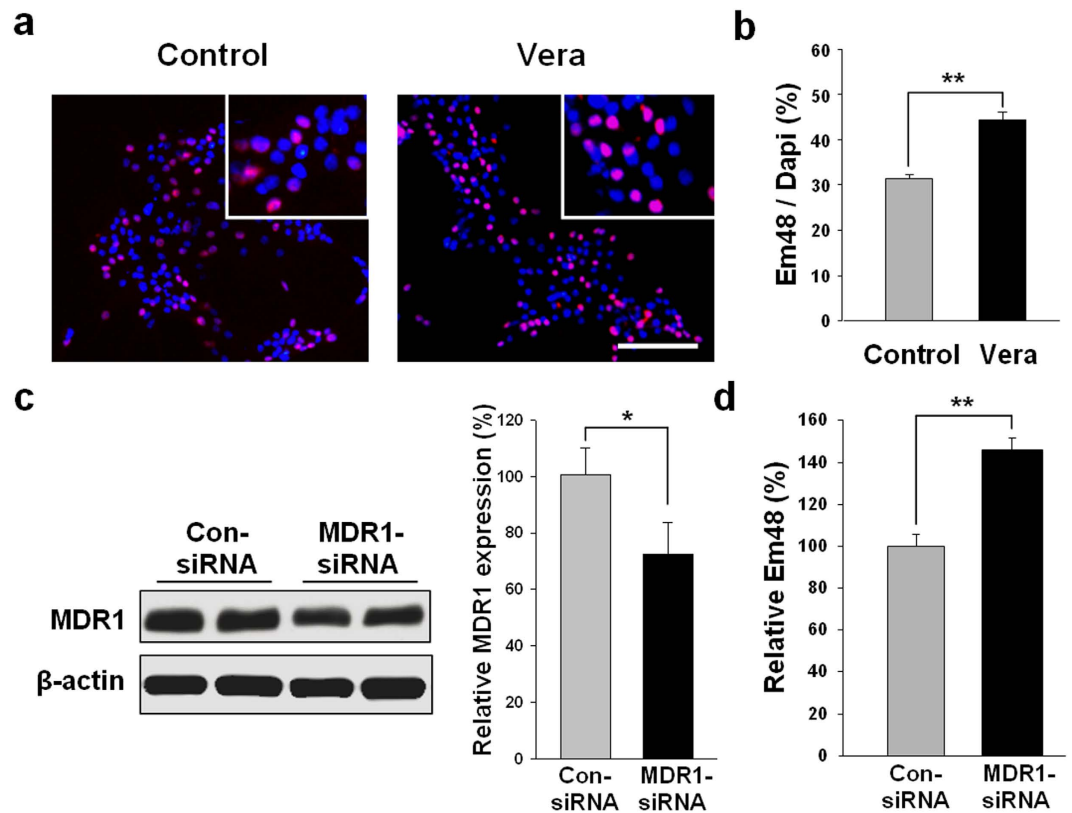 a
Control
Vera
b
Em48 / Dapi (%)
60
50
40
30
20
10
0
**
Control Vera
c
Con-
siRNA
MDR1-
siRNA
MDR1
β-actin
Relative MDR1 expression (%)
120
100
80
60
40
20
0
*
Con-
siRNA
MDR1-
siRNA
d
Relative Em48 (%)
160
140
120
100
80
60
40
20
0
**
Con-
siRNA
MDR1-
siRNA